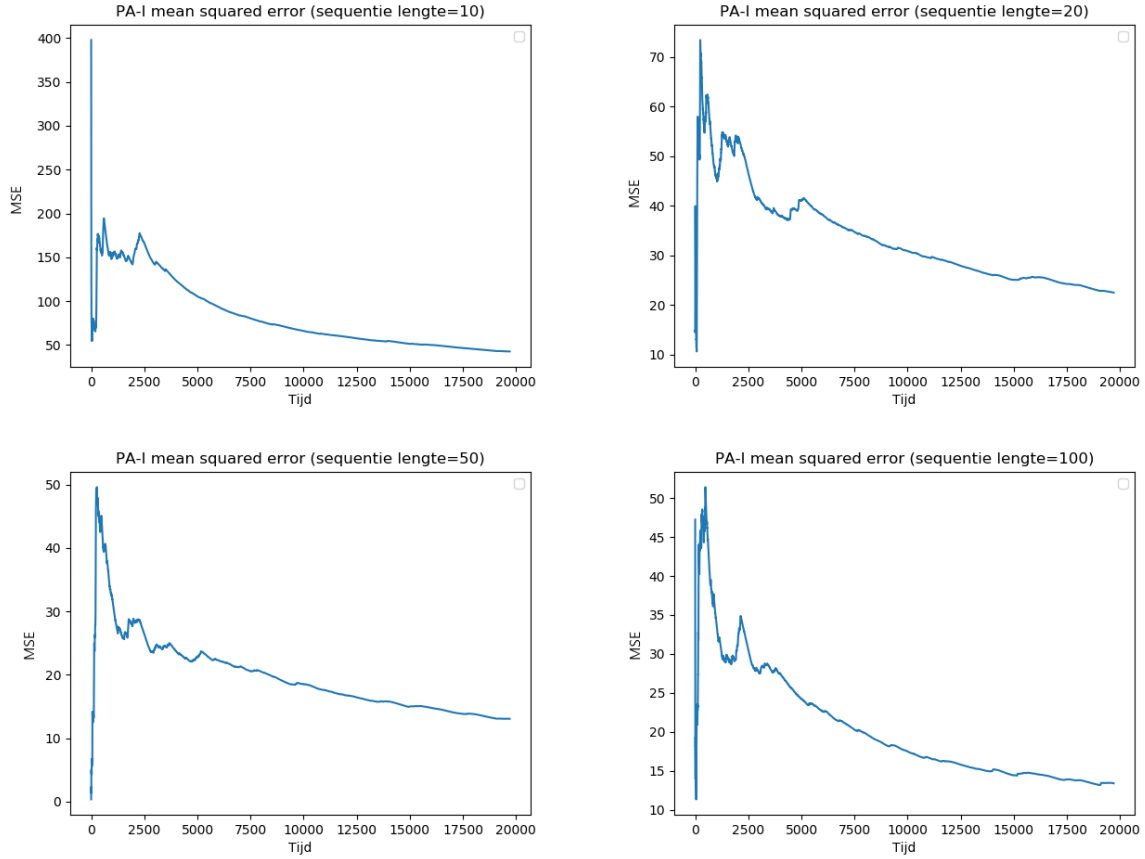 PA-I mean squared error (sequentie lengte=10)
400
350
300
250
200
150
100
50
MSE
0 2500 5000 7500 10000 12500 15000 17500 20000
Tijd
PA-I mean squared error (sequentie lengte=20)
70
60
50
40
30
20
10
MSE
0 2500 5000 7500 10000 12500 15000 17500 20000
Tijd
PA-I mean squared error (sequentie lengte=50)
50
40
30
20
10
0
MSE
0 2500 5000 7500 10000 12500 15000 17500 20000
Tijd
PA-I mean squared error (sequentie lengte=100)
50
45
40
35
30
25
20
15
10
MSE
0 2500 5000 7500 10000 12500 15000 17500 20000
Tijd